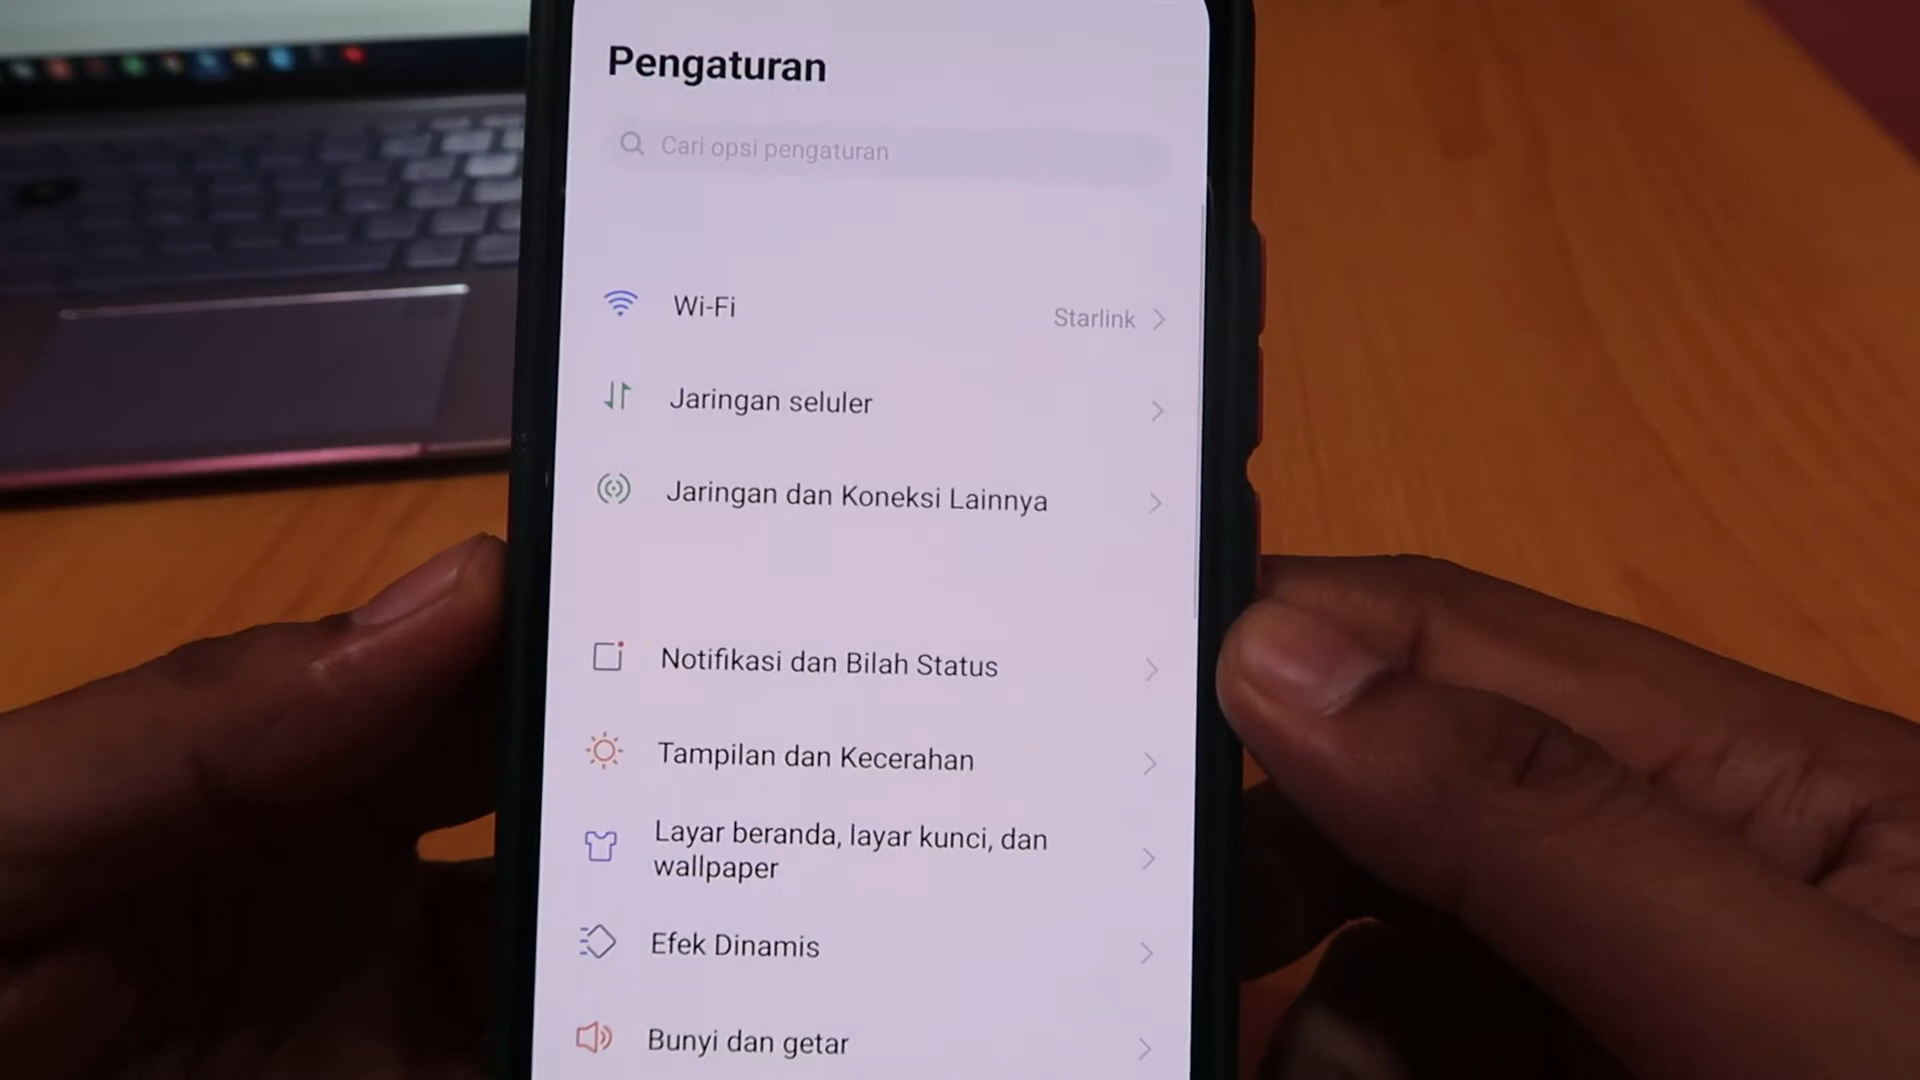 Pengaturan
Cari opsi pengaturan
Wi-Fi
Starlink
Jaringan seluler
Jaringan dan Koneksi Lainnya
Notifikasi dan Bilah Status
Tampilan dan Kecerahan
Layar beranda, layar kunci, dan
wallpaper
Efek Dinamis
Bunyi dan getar